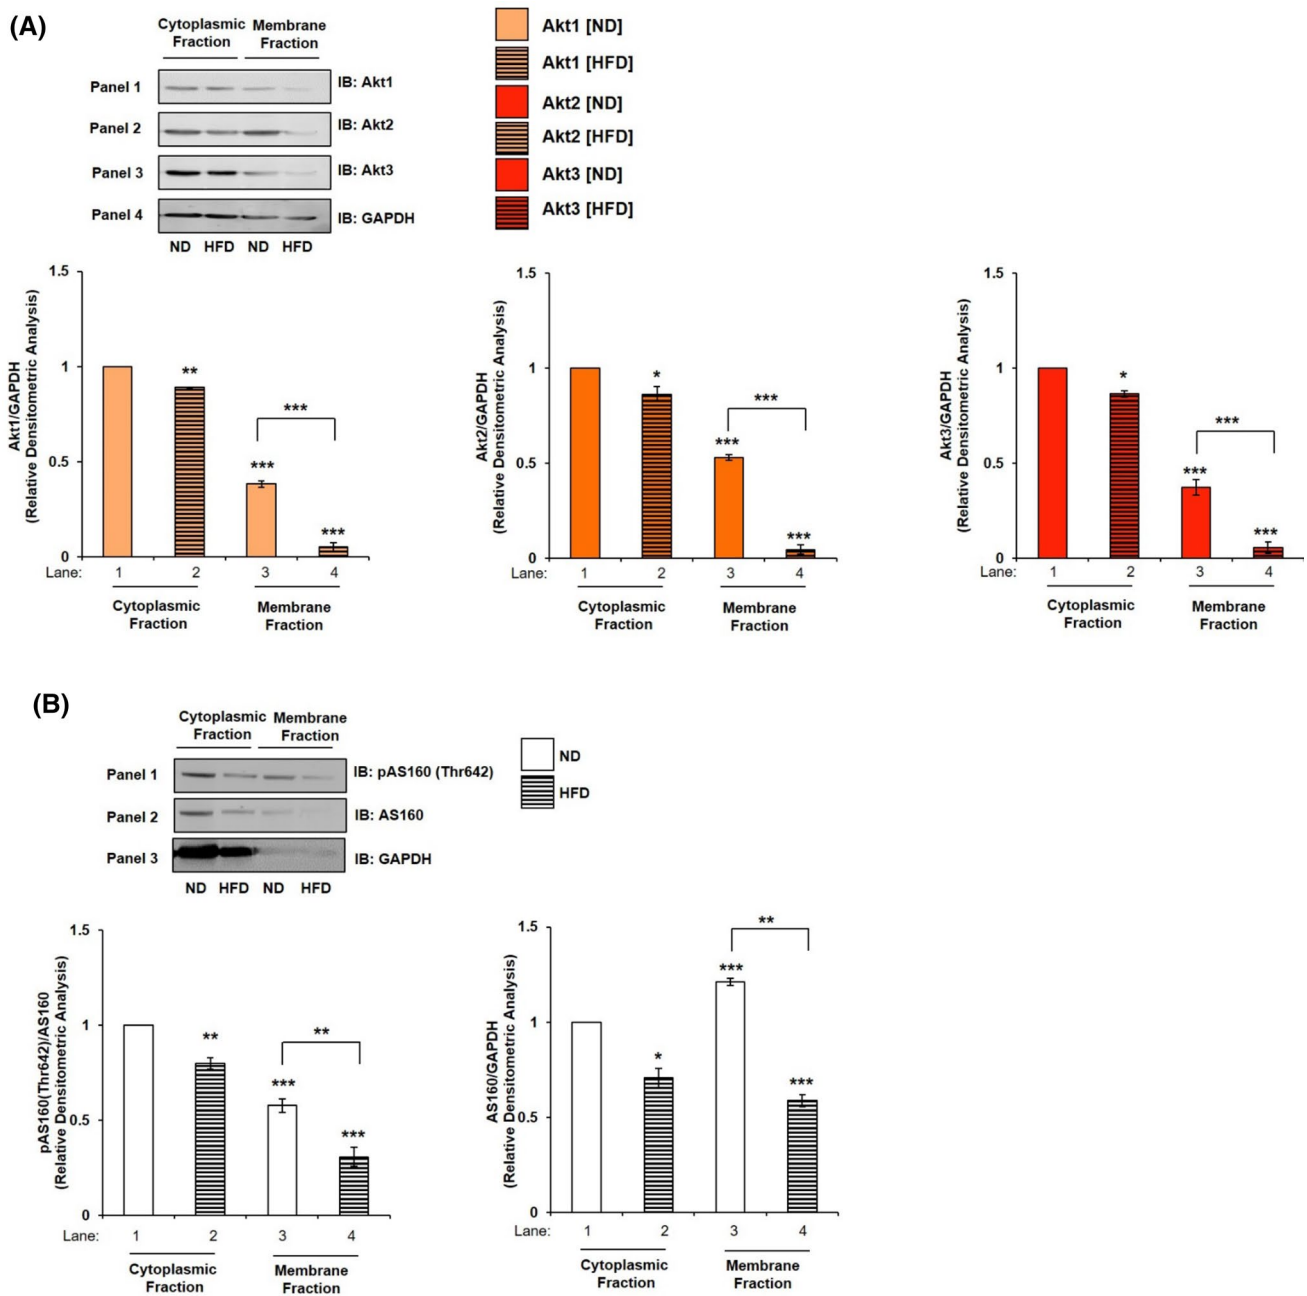 (A)
Cytoplasmic Fraction
Membrane Fraction
Panel 1
IB: Akt1
Panel 2
IB: Akt2
Panel 3
IB: Akt3
Panel 4
IB: GAPDH
ND HFD ND HFD
Akt1 [ND]
Akt1 [HFD]
Akt2 [ND]
Akt2 [HFD]
Akt3 [ND]
Akt3 [HFD]
Akt1/GAPDH
(Relative Densitometric Analysis)
1.5
1
0.5
0
**
***
***
***
Lane: 1 2 3 4
Cytoplasmic Fraction
Membrane Fraction
Akt2/GAPDH
(Relative Densitometric Analysis)
1.5
1
0.5
0
*
***
***
***
Lane: 1 2 3 4
Cytoplasmic Fraction
Membrane Fraction
Akt3/GAPDH
(Relative Densitometric Analysis)
1.5
1
0.5
0
*
***
***
***
Lane: 1 2 3 4
Cytoplasmic Fraction
Membrane Fraction
(B)
Cytoplasmic Fraction
Membrane Fraction
Panel 1
IB: pAS160 (Thr642)
Panel 2
IB: AS160
Panel 3
IB: GAPDH
ND HFD ND HFD
ND
HFD
pAS160(Thr642)/AS160
(Relative Densitometric Analysis)
1.5
1
0.5
0
**
***
**
***
Lane: 1 2 3 4
Cytoplasmic Fraction
Membrane Fraction
AS160/GAPDH
(Relative Densitometric Analysis)
1.5
1
0.5
0
*
***
**
***
Lane: 1 2 3 4
Cytoplasmic Fraction
Membrane Fraction